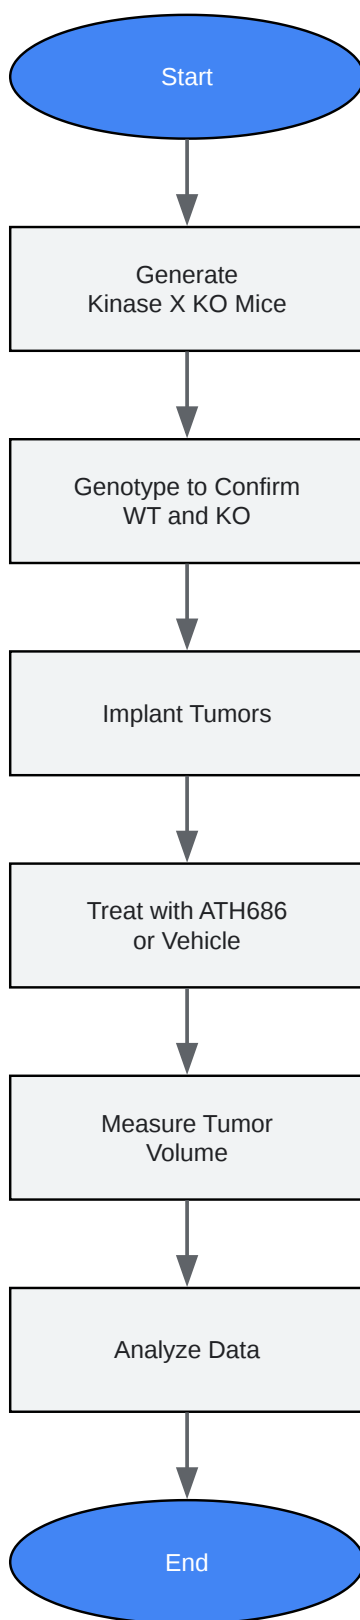 Start
Generate
Kinase X KO Mice
Genotype to Confirm
WT and KO
Implant Tumors
Treat with ATH686
or Vehicle
Measure Tumor
Volume
Analyze Data
End